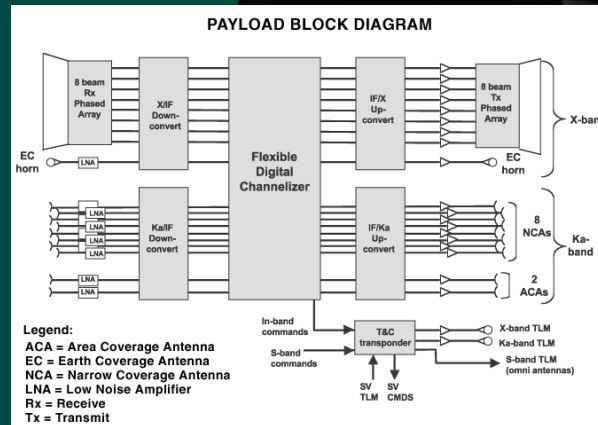 PAYLOAD BLOCK DIAGRAM
8 beam
Rx
Phased
Array
X/IF
Down-
convert
IF/X
Up-
convert
8 beam
Tx
Phased
Array
X-band
EC
horn
LNA
EC
horn
Flexible
Digital
Channelizer
LNA
LNA
LNA
LNA
Ka/IF
Down-
convert
IF/Ka
Up-
convert
8
NCAs
Ka-
band
LNA
LNA
2
ACAs
In-band
commands
T&C
transponder
X-band TLM
Ka-band TLM
S-band
commands
S-band TLM
(omni antennas)
SV
TLM
SV
CMDS
Legend:
ACA = Area Coverage Antenna
EC = Earth Coverage Antenna
NCA = Narrow Coverage Antenna
LNA = Low Noise Amplifier
Rx = Receive
Tx = Transmit